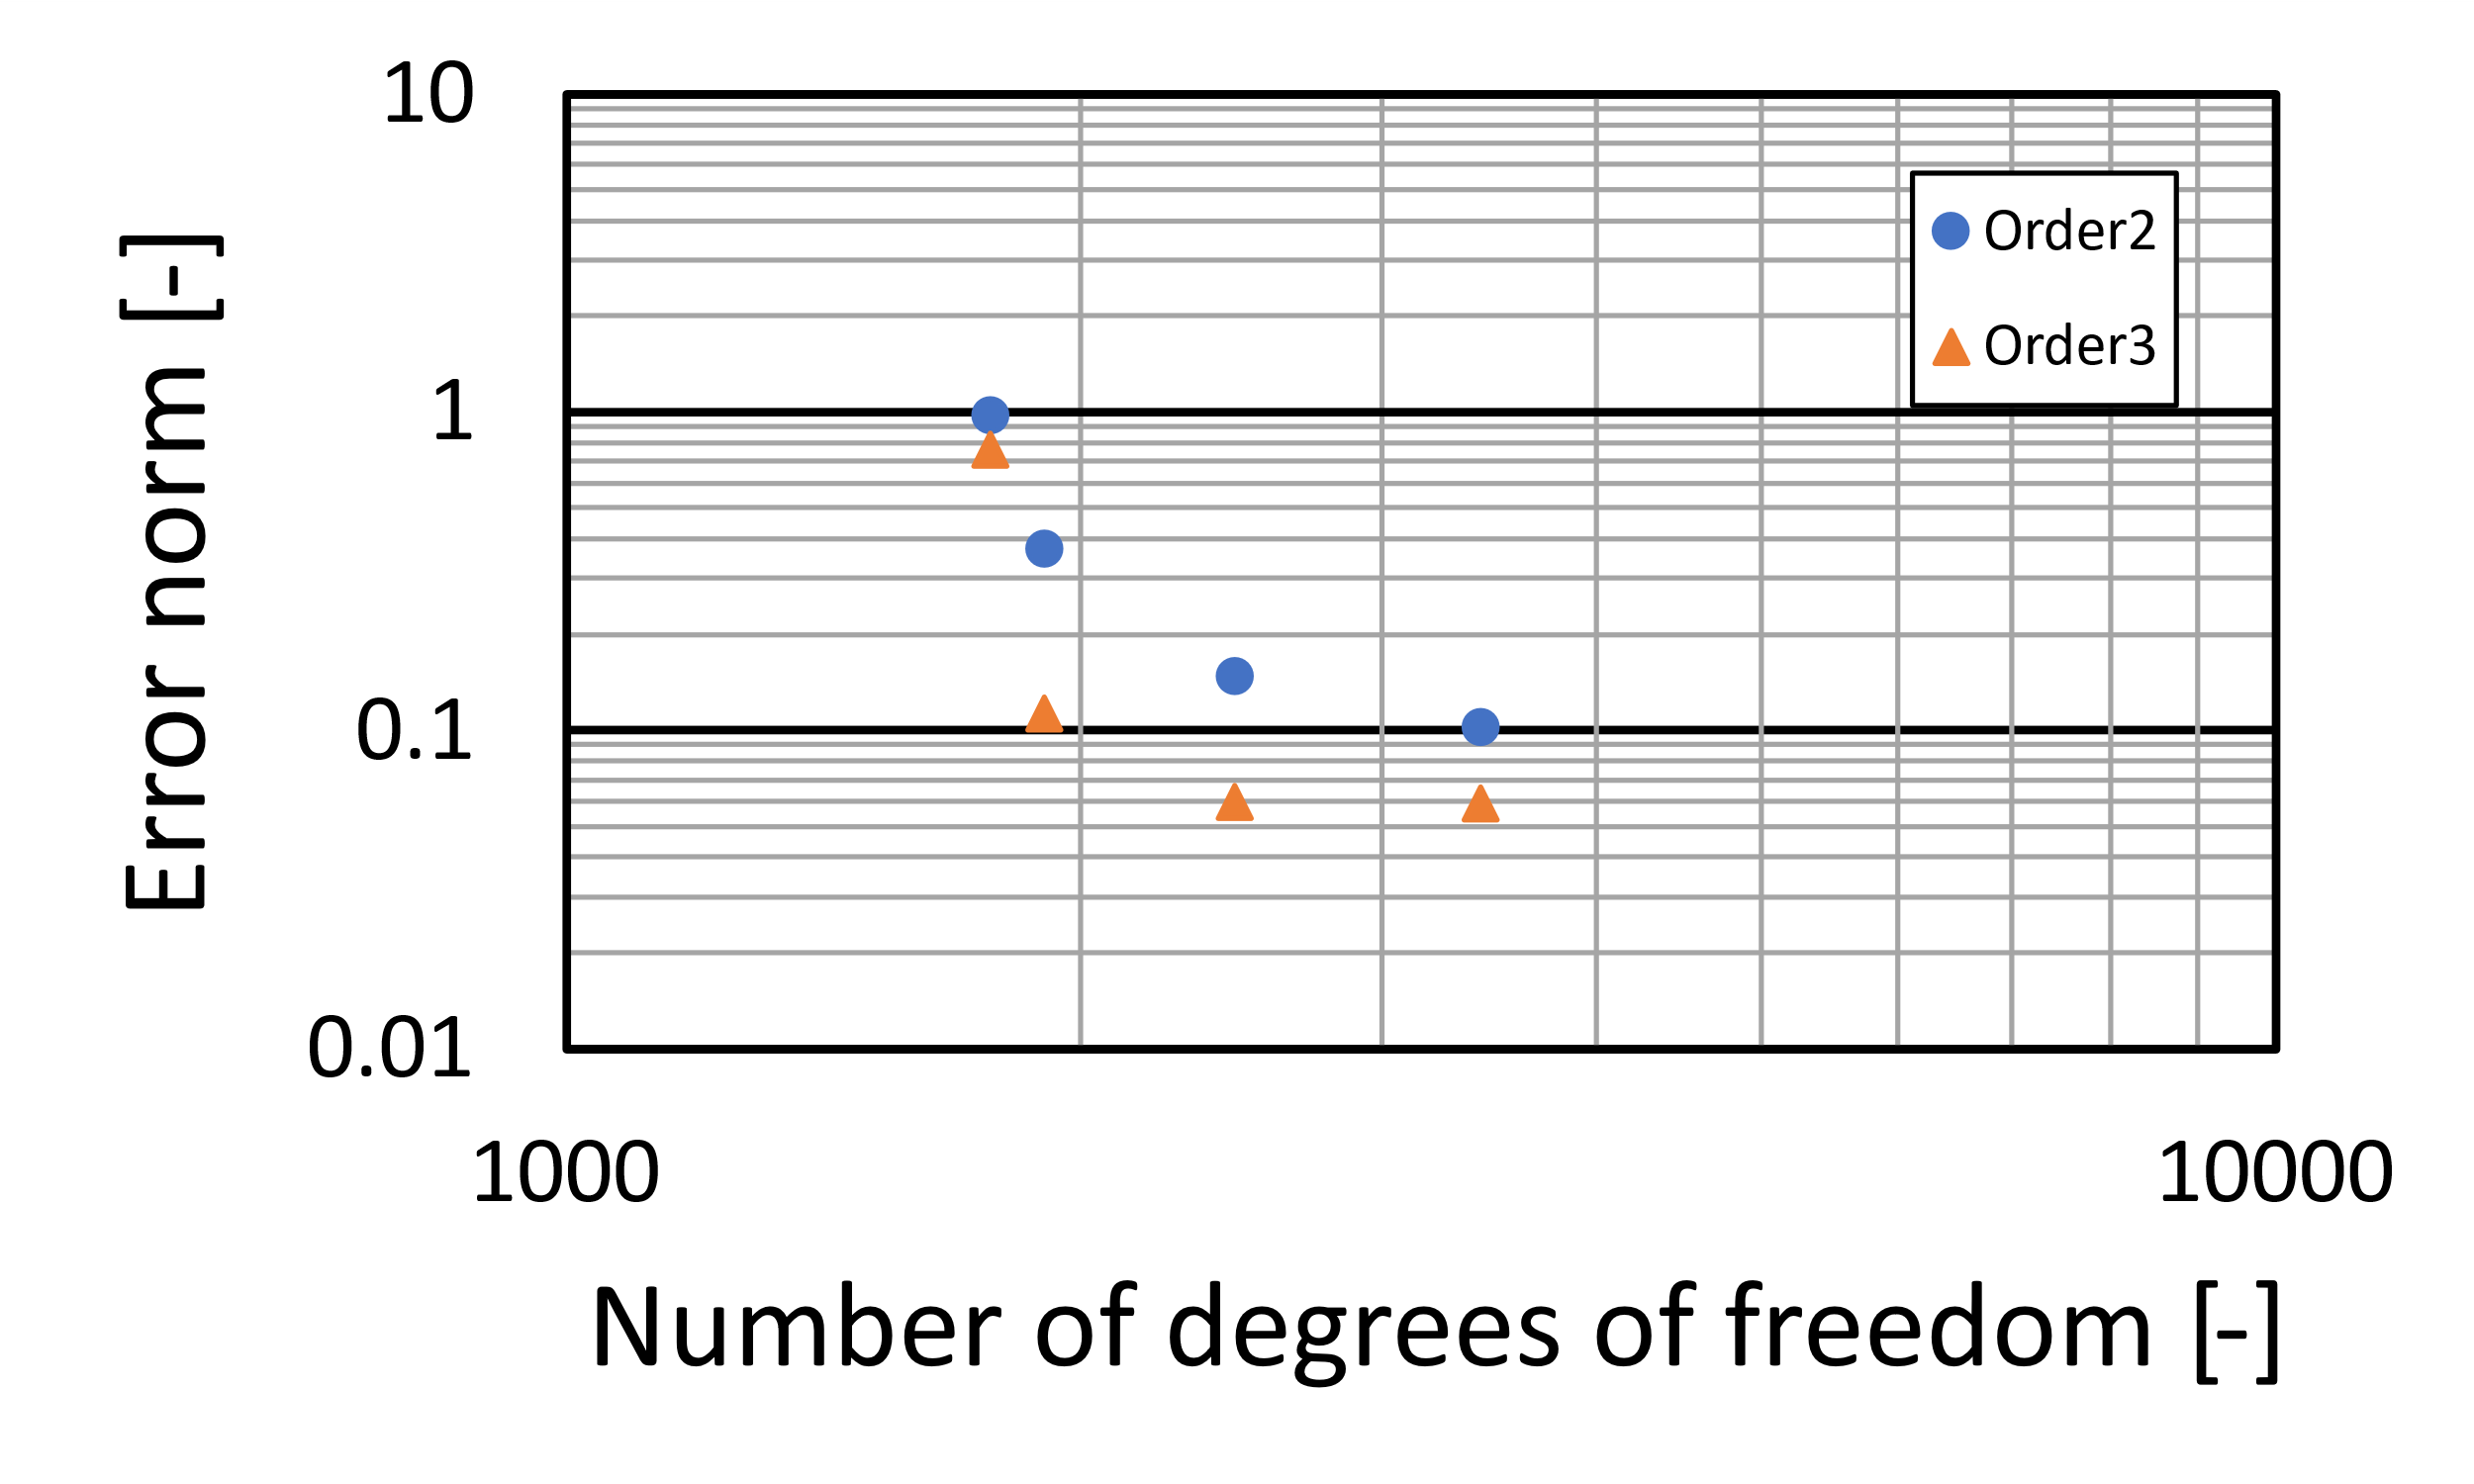 10
Order2
Order3
1
Error norm [-]
0.1
0.01
1000
10000
Number of degrees of freedom [-]